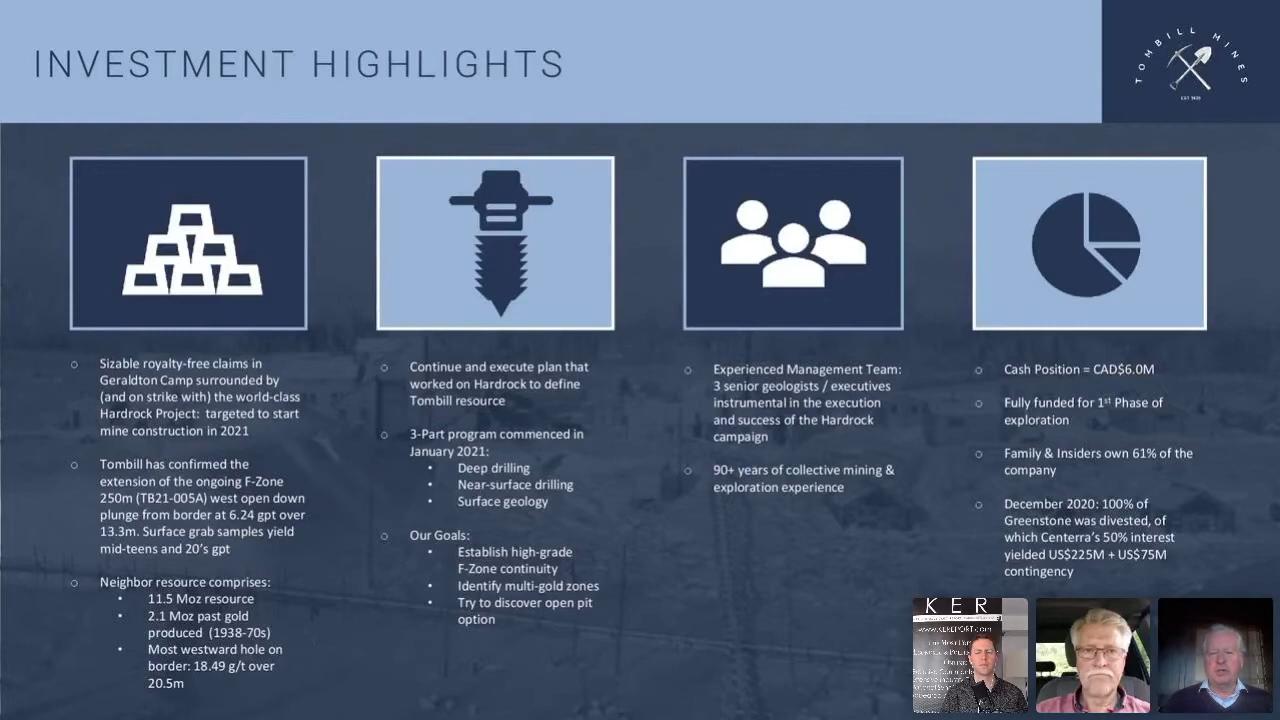 INVESTMENT HIGHLIGHTS
TOMBILL MINES
Sizable royalty-free claims in
Geraldton Camp surrounded by
(and on strike with) the world-class
Hardrock Project: targeted to start
mine construction in 2021
Tombill has confirmed the
extension of the ongoing F-Zone
250m (TB21-005A) west open down
plunge from border at 6.24 gpt over
13.3m. Surface grab samples yield
mid-teens and 20's gpt
Neighbor resource comprises:
11.5 Moz resource
2.1 Moz past gold
produced (1938-70s)
Most westward hole on
border: 18.49 g/t over
20.5m
Continue and execute plan that
worked on Hardrock to define
Tombill resource
3-Part program commenced in
January 2021:
Deep drilling
Near-surface drilling
Surface geology
Our Goals:
Establish high-grade
F-Zone continuity
Identify multi-gold zones
Try to discover open pit
option
Experienced Management Team:
3 senior geologists / executives
instrumental in the execution
and success of the Hardrock
campaign
90+ years of collective mining &
exploration experience
Cash Position = CAD$6.0M
Fully funded for 1st Phase of
exploration
Family & Insiders own 61% of the
company
December 2020: 100% of
Greenstone was divested, of
which Centerra's 50% interest
yielded US$225M + US$75M
contingency
KER
www.KEREPORT.com